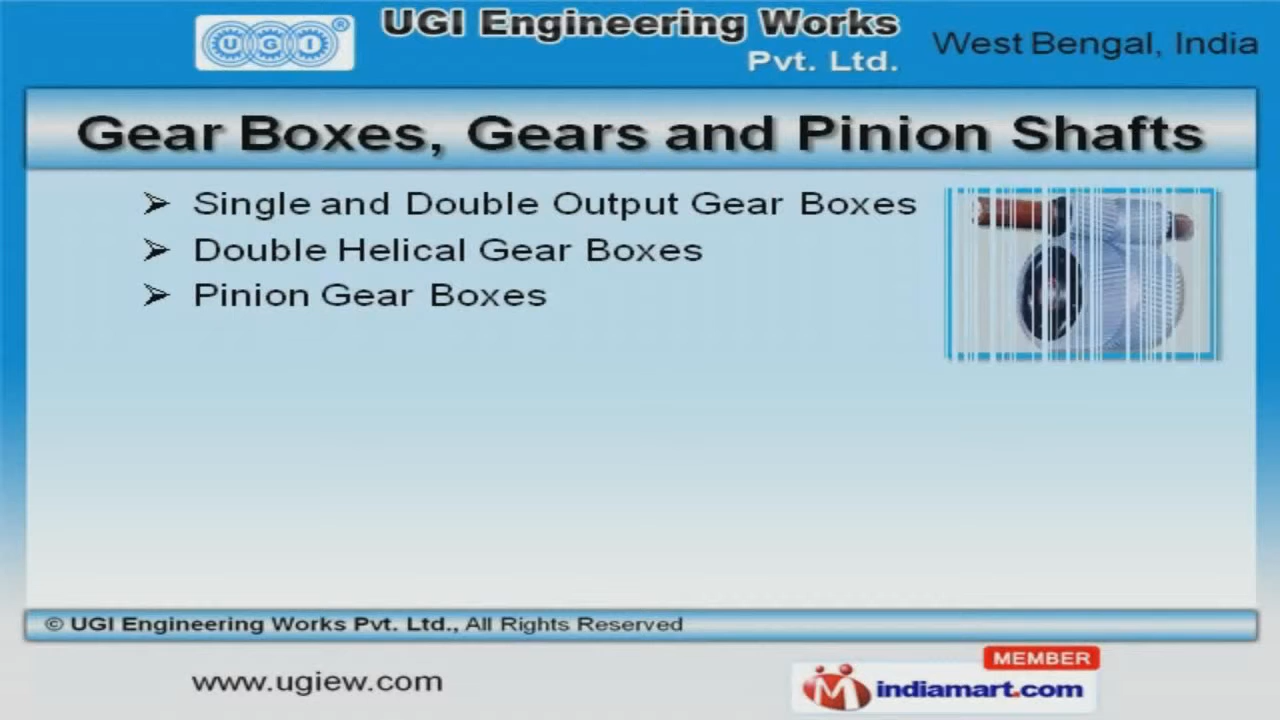 UGI®
UGI Engineering Works
Pvt. Ltd.
West Bengal, India
Gear Boxes, Gears and Pinion Shafts
➢ Single and Double Output Gear Boxes
➢ Double Helical Gear Boxes
➢ Pinion Gear Boxes
© UGI Engineering Works Pvt. Ltd., All Rights Reserved
www.ugiew.com
MEMBER
indiamart.com